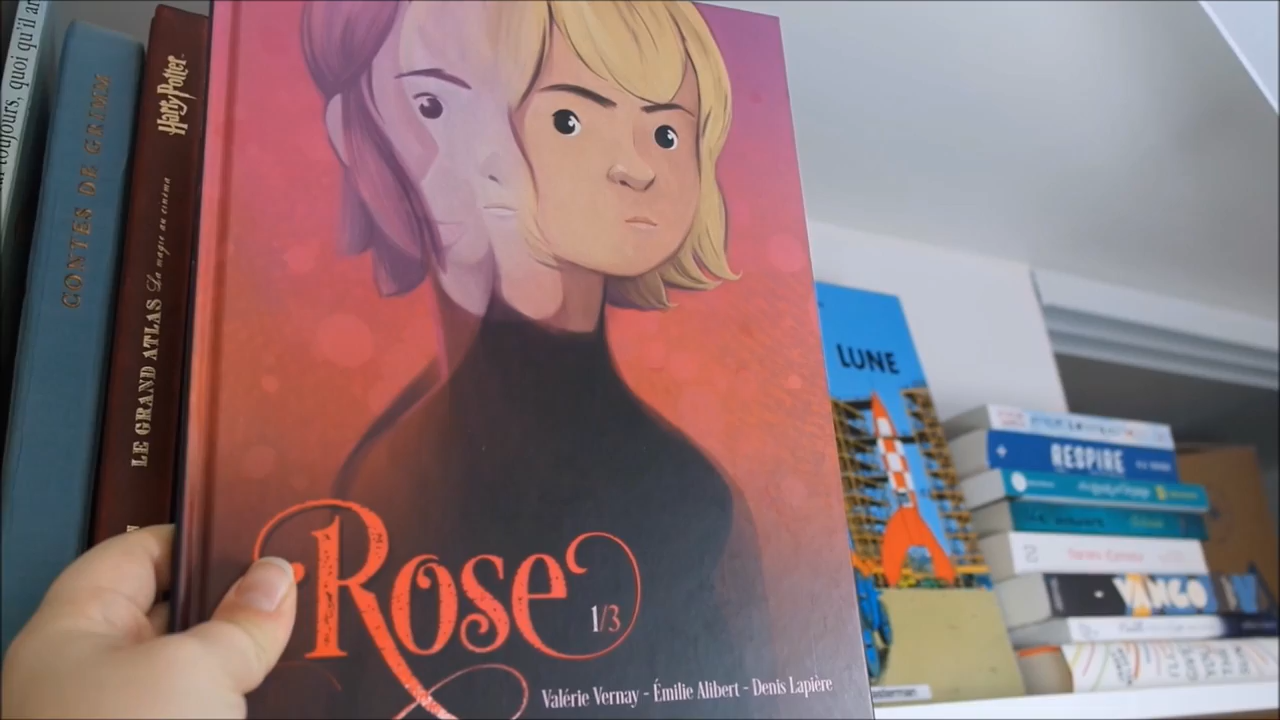 toujours, quoi qu'il ar
CONTES DE GRIMM
Harry Potter
LE GRAND ATLAS La magie au cinéma
Rose
1/3
Valérie Vernay - Émilie Alibert - Denis Lapière
LUNE
RESPIRE
VANGO